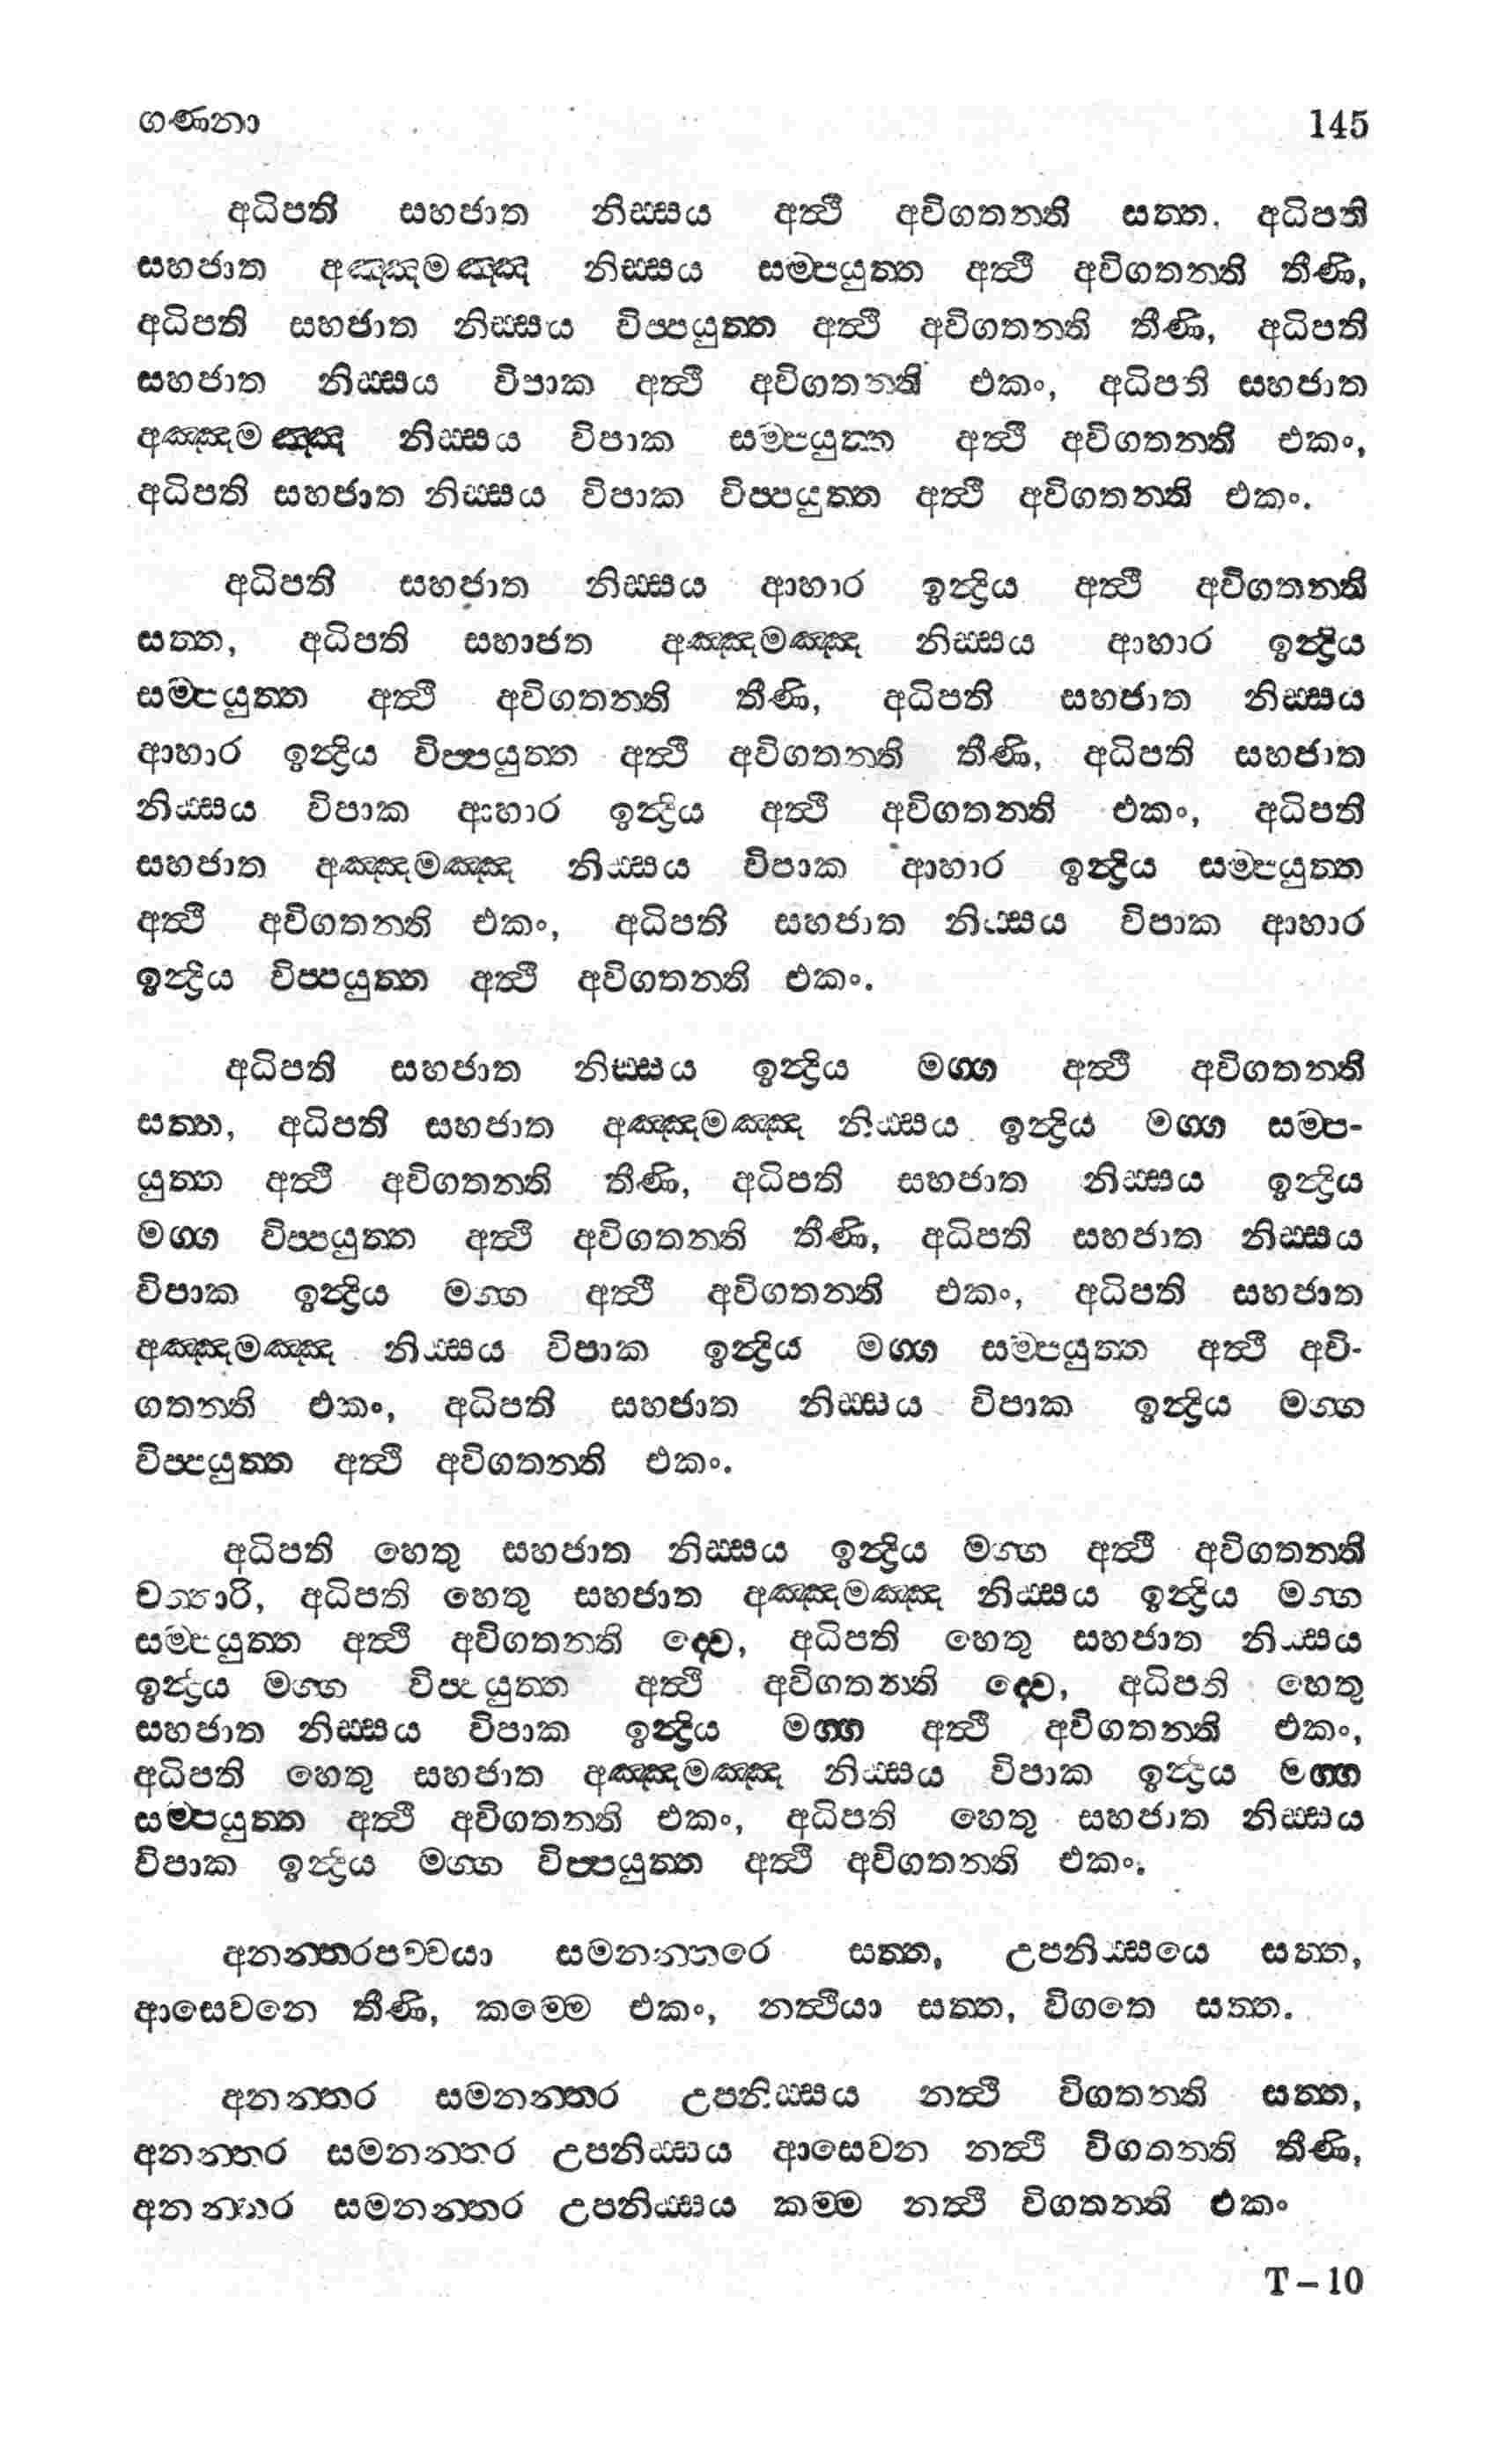 ගණනා 145
අධිපති සහජාත නිස්සය අත්ථි අවිගතන්ති සත්ත. අධිපති
සහජාත අඤ්ඤමඤ්ඤ නිස්සය සම්පයුත්ත අත්ථි අවිගතන්ති තීණි,
අධිපති සහජාත නිස්සය විප්පයුත්ත අත්ථි අවිගතන්ති තීණි, අධිපති
සහජාත නිස්සය විපාක අත්ථි අවිගතන්ති එකං, අධිපති සහජාත
අඤ්ඤමඤ්ඤ නිස්සය විපාක සම්පයුත්ත අත්ථි අවිගතන්ති එකං,
අධිපති සහජාත නිස්සය විපාක විප්පයුත්ත අත්ථි අවිගතන්ති එකං.
අධිපති සහජාත නිස්සය ආහාර ඉන්ද්‍රිය අත්ථි අවිගතන්ති
සත්ත, අධිපති සහාජත අඤ්ඤමඤ්ඤ නිස්සය ආහාර ඉන්ද්‍රිය
සම්පයුත්ත අත්ථි අවිගතන්ති තීණි, අධිපති සහජාත නිස්සය
ආහාර ඉන්ද්‍රිය විප්පයුත්ත අත්ථි අවිගතන්ති තීණි, අධිපති සහජාත
නිස්සය විපාක ආහාර ඉන්ද්‍රිය අත්ථි අවිගතන්ති එකං, අධිපති
සහජාත අඤ්ඤමඤ්ඤ නිස්සය විපාක ආහාර ඉන්ද්‍රිය සම්පයුත්ත
අත්ථි අවිගතන්ති එකං, අධිපති සහජාත නිස්සය විපාක ආහාර
ඉන්ද්‍රිය විප්පයුත්ත අත්ථි අවිගතන්ති එකං.
අධිපති සහජාත නිස්සය ඉන්ද්‍රිය මග්ග අත්ථි අවිගතන්ති
සත්ත, අධිපති සහජාත අඤ්ඤමඤ්ඤ නිස්සය ඉන්ද්‍රිය මග්ග සම්ප-
යුත්ත අත්ථි අවිගතන්ති තීණි, අධිපති සහජාත නිස්සය ඉන්ද්‍රිය
මග්ග විප්පයුත්ත අත්ථි අවිගතන්ති තීණි, අධිපති සහජාත නිස්සය
විපාක ඉන්ද්‍රිය මග්ග අත්ථි අවිගතන්ති එකං, අධිපති සහජාත
අඤ්ඤමඤ්ඤ නිස්සය විපාක ඉන්ද්‍රිය මග්ග සම්පයුත්ත අත්ථි අවි-
ගතන්ති එකං, අධිපති සහජාත නිස්සය විපාක ඉන්ද්‍රිය මග්ග
විප්පයුත්ත අත්ථි අවිගතන්ති එකං.
අධිපති හෙතු සහජාත නිස්සය ඉන්ද්‍රිය මග්ග අත්ථි අවිගතන්ති
චත්තාරි, අධිපති හෙතු සහජාත අඤ්ඤමඤ්ඤ නිස්සය ඉන්ද්‍රිය මග්ග
සම්පයුත්ත අත්ථි අවිගතන්ති ද්වෙ, අධිපති හෙතු සහජාත නිස්සය
ඉන්ද්‍රිය මග්ග විප්පයුත්ත අත්ථි අවිගතන්ති ද්වෙ, අධිපති හෙතු
සහජාත නිස්සය විපාක ඉන්ද්‍රිය මග්ග අත්ථි අවිගතන්ති එකං,
අධිපති හෙතු සහජාත අඤ්ඤමඤ්ඤ නිස්සය විපාක ඉන්ද්‍රිය මග්ග
සම්පයුත්ත අත්ථි අවිගතන්ති එකං, අධිපති හෙතු සහජාත නිස්සය
විපාක ඉන්ද්‍රිය මග්ග විප්පයුත්ත අත්ථි අවිගතන්ති එකං.
අනන්තරපච්චයා සමනන්තරෙ සත්ත, උපනිස්සයෙ සත්ත,
ආසෙවනෙ තීණි, කම්මෙ එකං, නත්ථියා සත්ත, විගතෙ සත්ත.
අනන්තර සමනන්තර උපනිස්සය නත්ථි විගතන්ති සත්ත,
අනන්තර සමනන්තර උපනිස්සය ආසෙවන නත්ථි විගතන්ති තීණි,
අනන්තර සමනන්තර උපනිස්සය කම්ම නත්ථි විගතන්ති එකං
T – 10